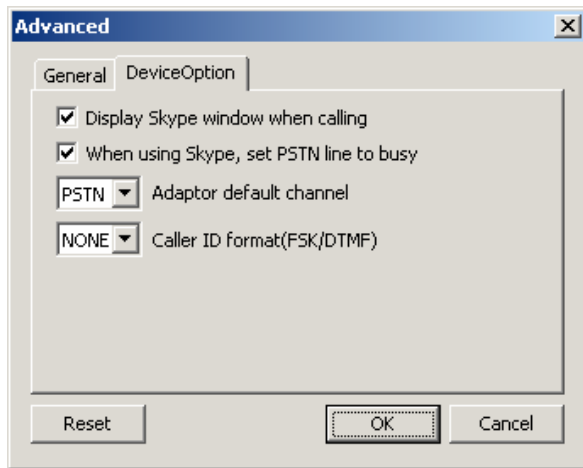 Advanced
General DeviceOption
Display Skype window when calling
When using Skype, set PSTN line to busy
PSTN Adaptor default channel
NONE Caller ID format(FSK/DTMF)
Reset OK Cancel